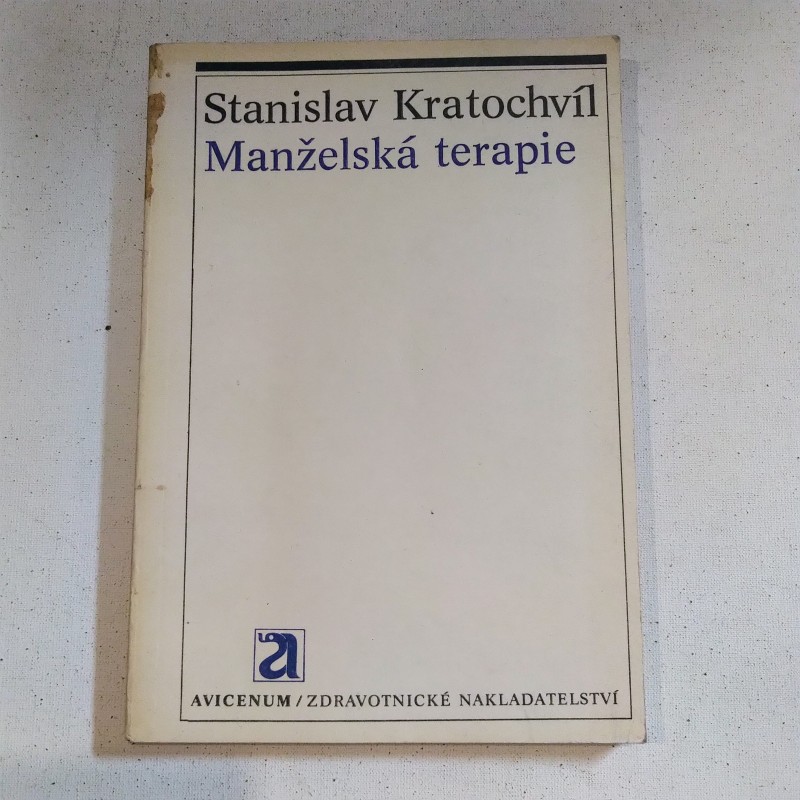 Stanislav Kratochvíl
Manželská terapie
a
AVICENUM / ZDRAVOTNICKÉ NAKLADATELSTVÍ